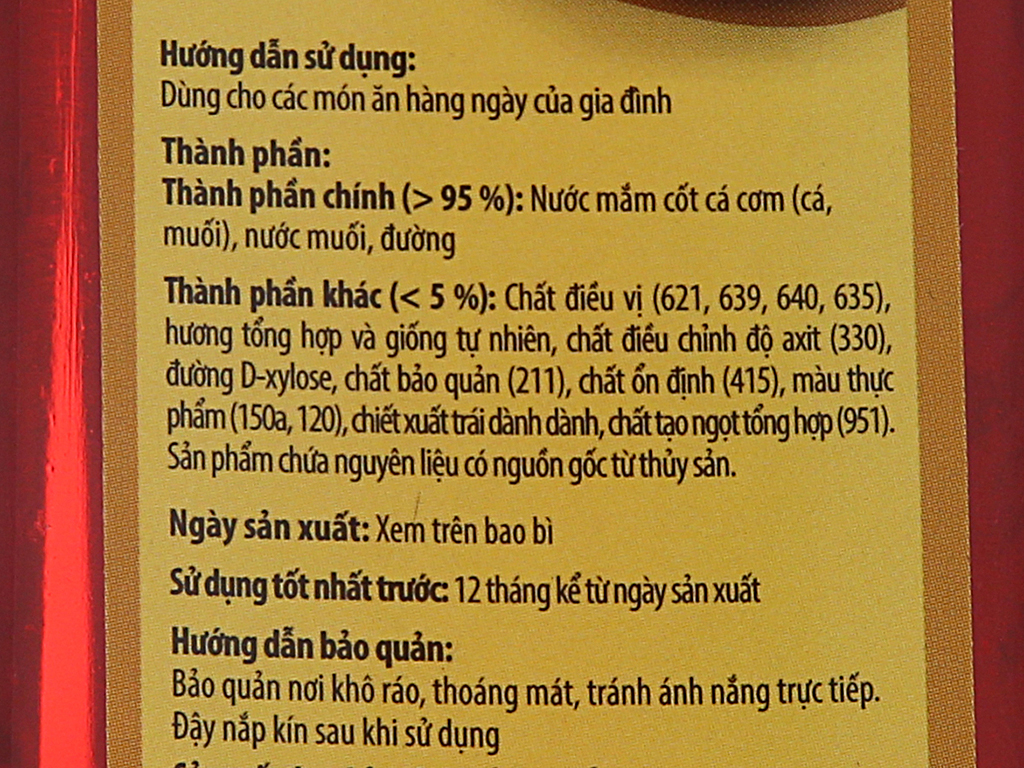 Hướng dẫn sử dụng:
Dùng cho các món ăn hàng ngày của gia đình
Thành phần:
Thành phần chính (> 95 %): Nước mắm cốt cá cơm (cá,
muối), nước muối, đường
Thành phần khác (< 5 %): Chất điều vị (621, 639, 640, 635),
hương tổng hợp và giống tự nhiên, chất điều chỉnh độ axit (330),
đường D-xylose, chất bảo quản (211), chất ổn định (415), màu thực
phẩm (150a, 120), chiết xuất trái dành dành, chất tạo ngọt tổng hợp (951).
Sản phẩm chứa nguyên liệu có nguồn gốc từ thủy sản.
Ngày sản xuất: Xem trên bao bì
Sử dụng tốt nhất trước: 12 tháng kể từ ngày sản xuất
Hướng dẫn bảo quản:
Bảo quản nơi khô ráo, thoáng mát, tránh ánh nắng trực tiếp.
Đậy nắp kín sau khi sử dụng